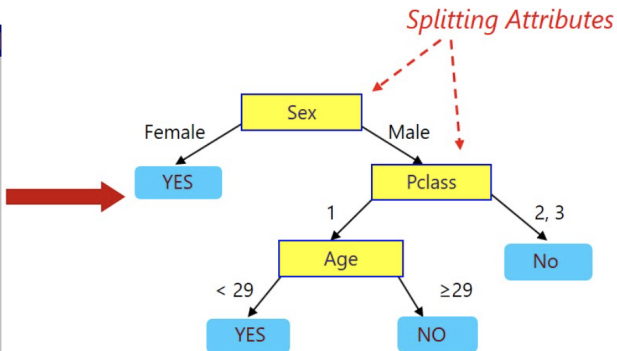 Splitting Attributes
Sex
Female
Male
YES
Pclass
1
2, 3
Age
No
< 29
≥29
YES
NO